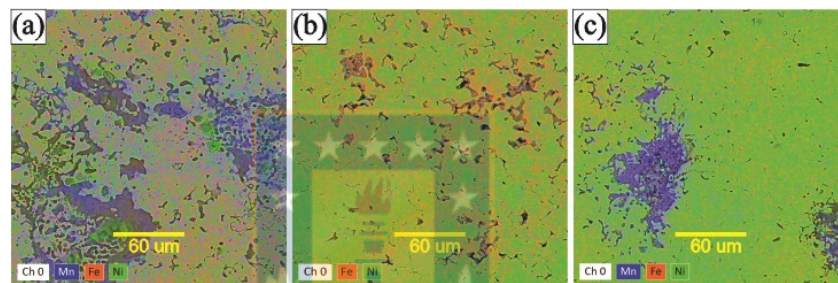 (a) (b) (c)
60 um 60 um 60 um
Ch 0 Mn Fe Ni Ch 0 Fe Ni Ch 0 Mn Fe Ni